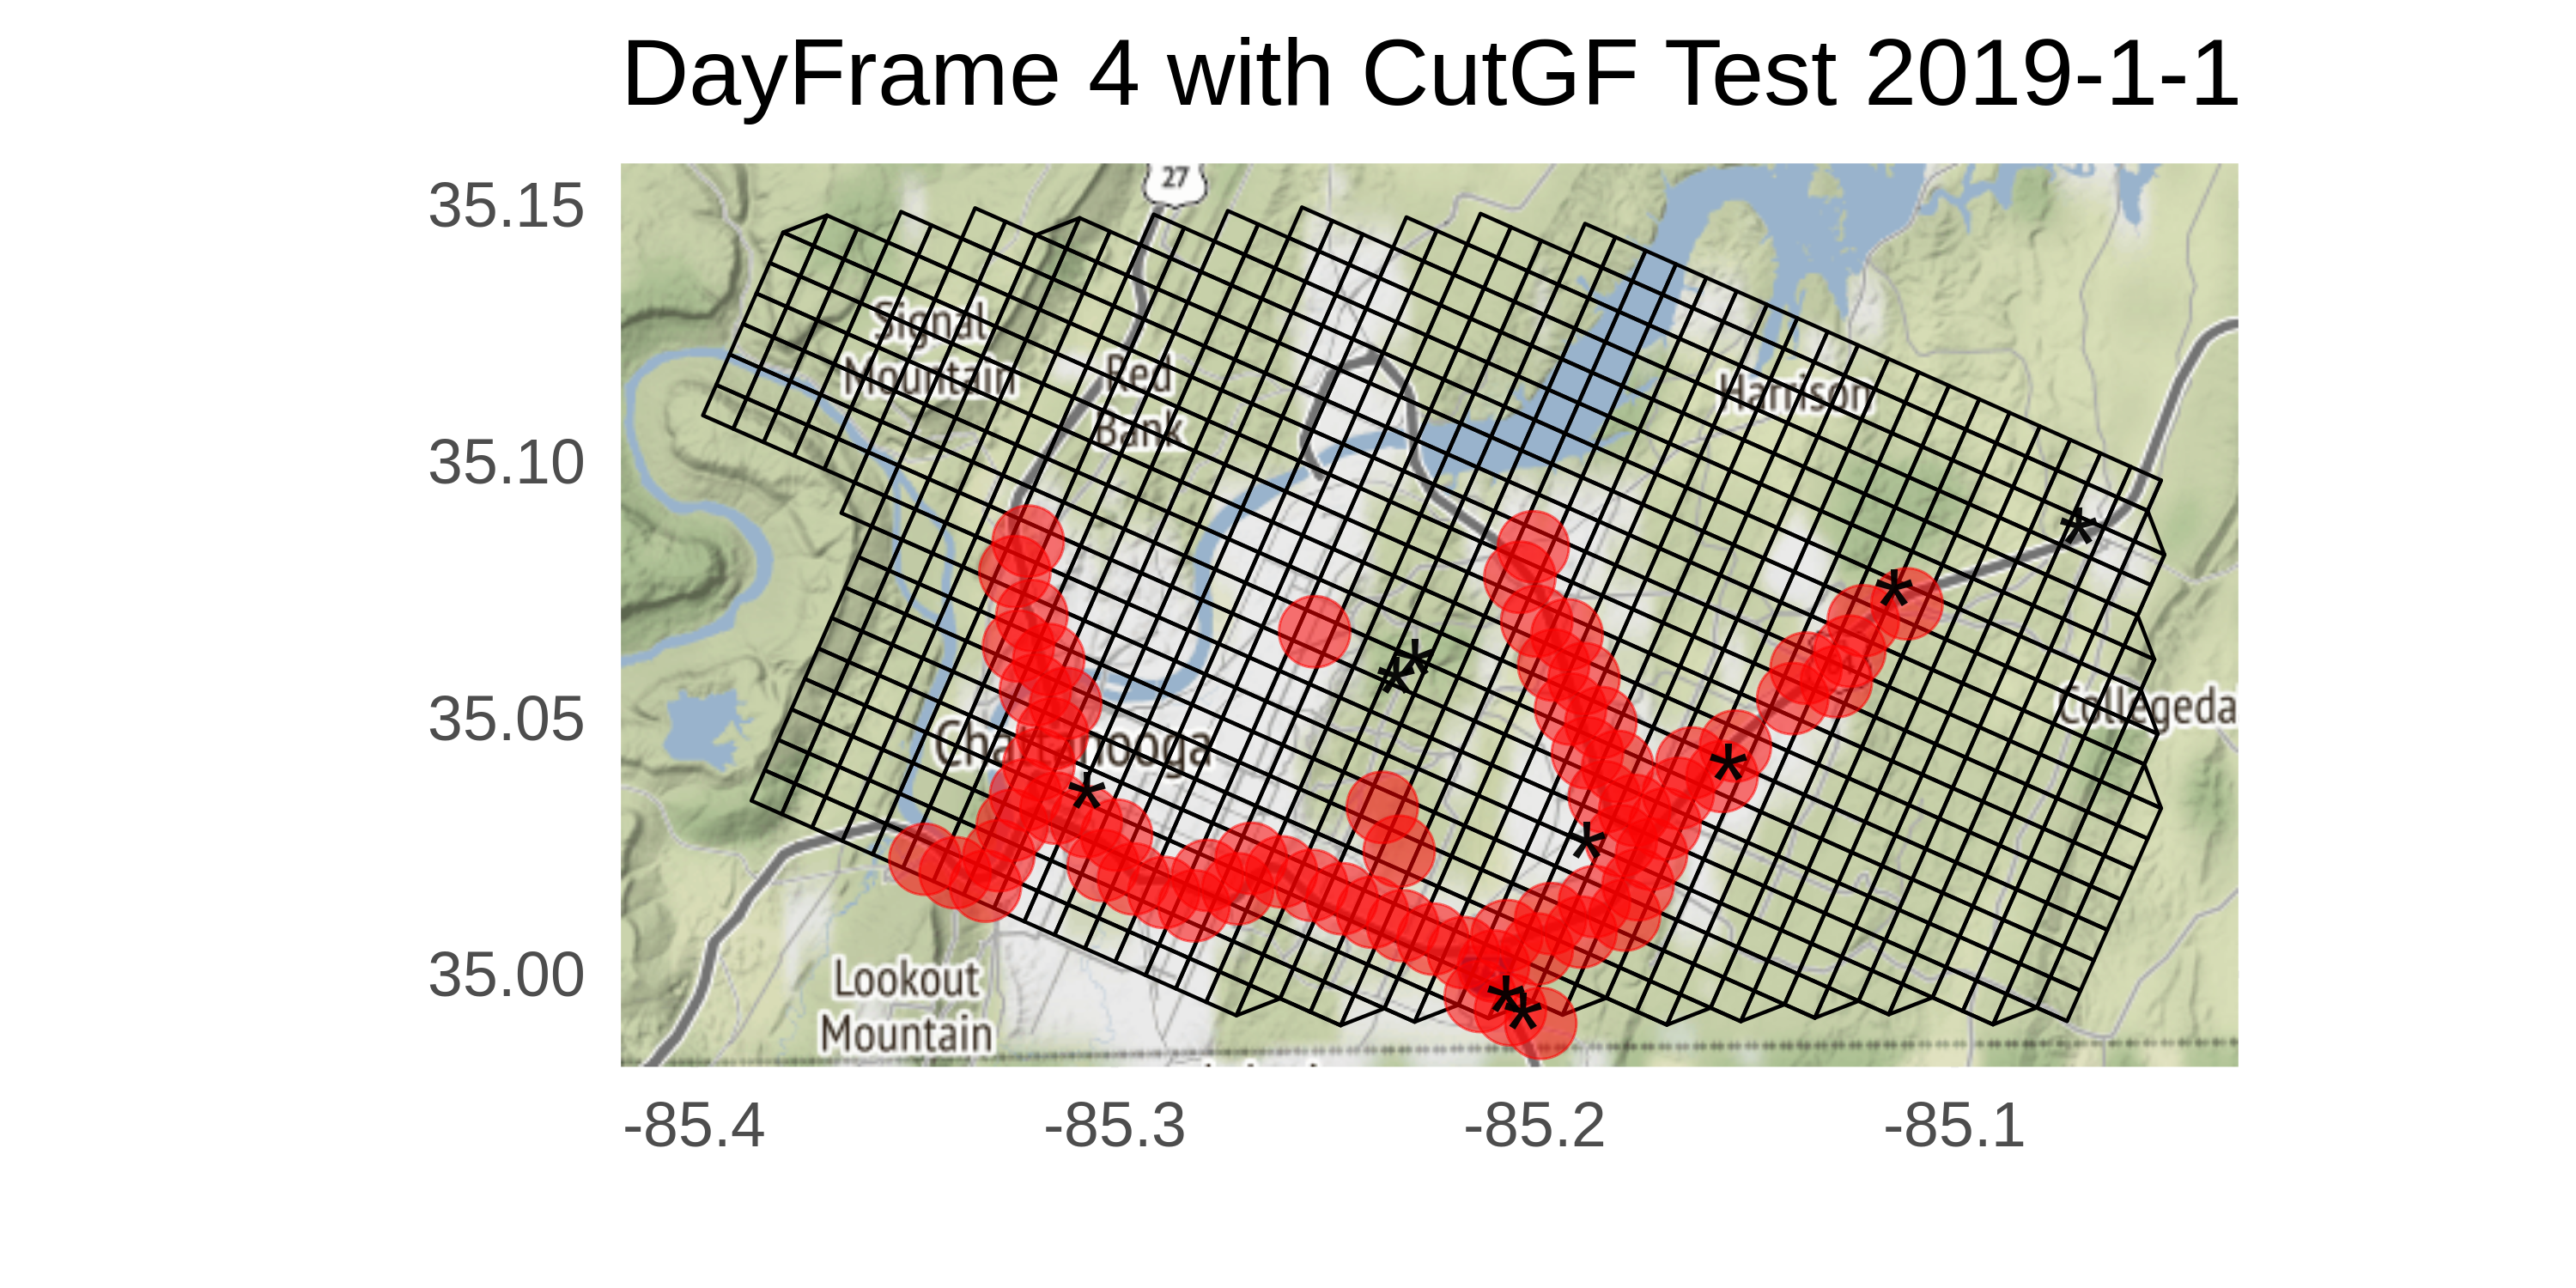 DayFrame 4 with CutGF Test 2019-1-1
35.15
35.10
35.05
35.00
27
Signal
Mountain
Red
Bank
Harrison
Collegeda
Chattanooga
Lookout
Mountain
-85.4
-85.3
-85.2
-85.1